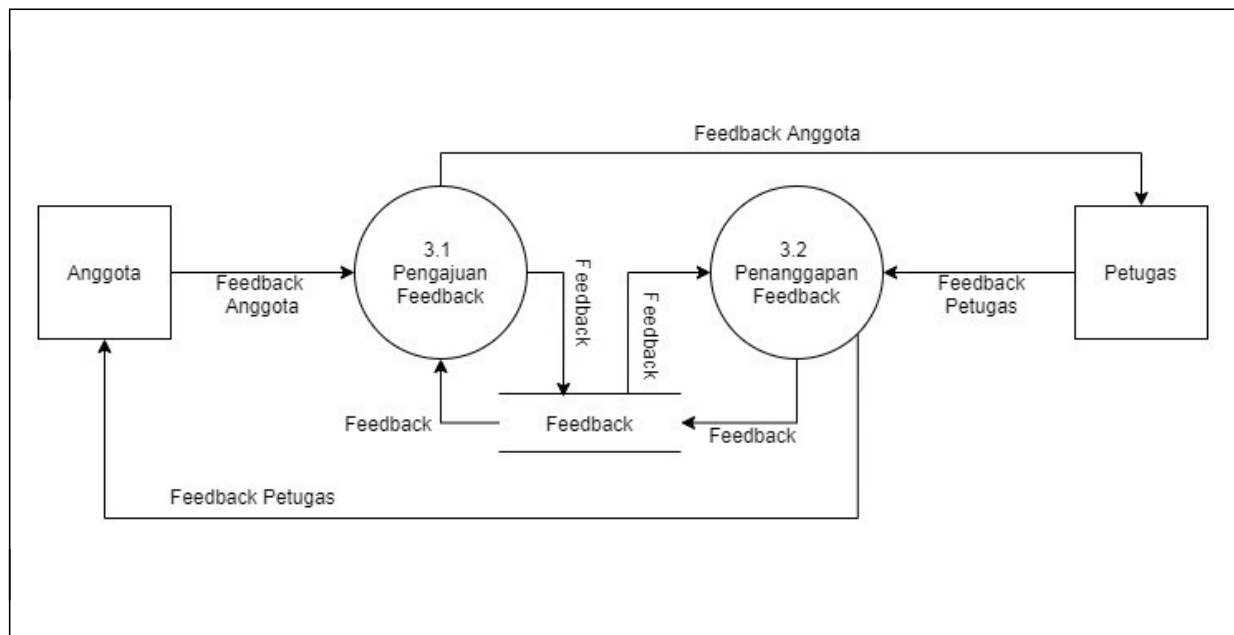 Feedback Anggota
Anggota
Feedback
Anggota
3.1
Pengajuan
Feedback
Feedback
Feedback
3.2
Penanggapan
Feedback
Feedback
Petugas
Petugas
Feedback
Feedback
Feedback
Feedback Petugas